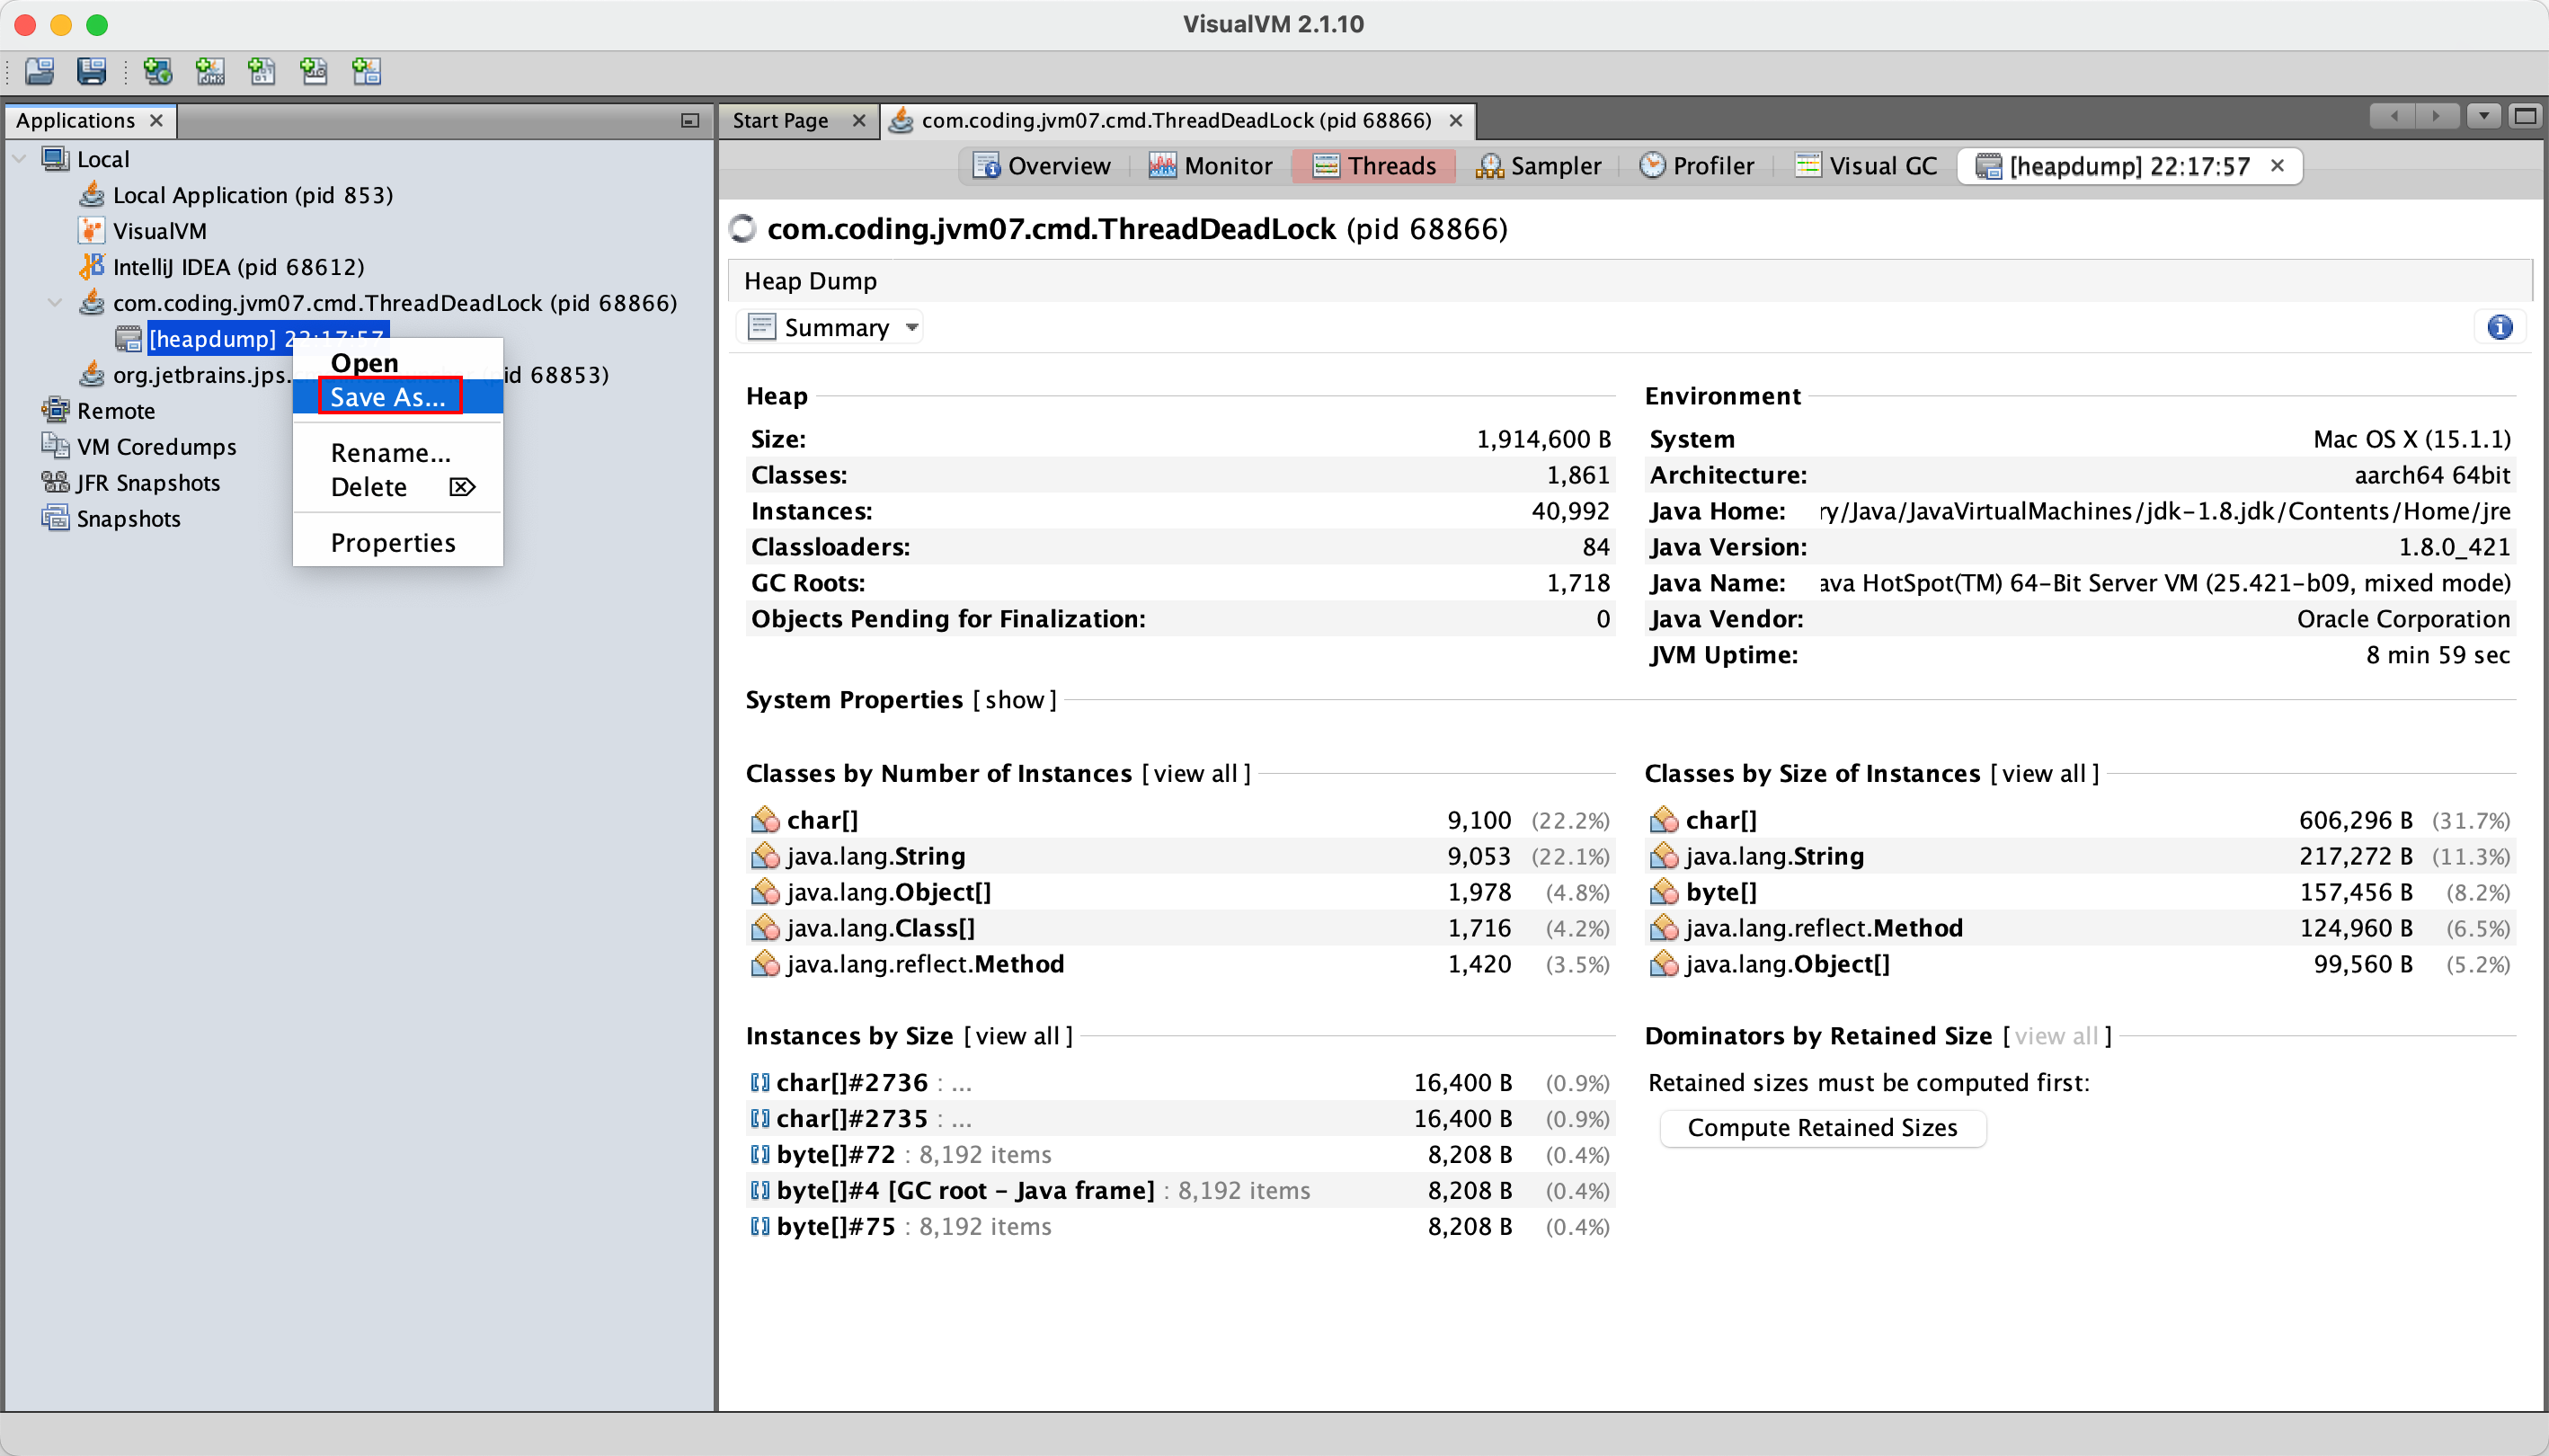 VisualVM 2.1.10
Applications
Start Page
com.coding.jvm07.cmd.ThreadDeadLock (pid 68866)
Local
Local Application (pid 853)
VisualVM
IntelliJ IDEA (pid 68612)
com.coding.jvm07.cmd.ThreadDeadLock (pid 68866)
[heapdump] 22:17:57
org.jetbrains.jps. pid 68853)
Remote
VM Coredumps
JFR Snapshots
Snapshots
Open
Save As...
Rename...
Delete
Properties
Overview
Monitor
Threads
Sampler
Profiler
Visual GC
[heapdump] 22:17:57
com.coding.jvm07.cmd.ThreadDeadLock (pid 68866)
Heap Dump
Summary
Heap
Size: 1,914,600 B
Classes: 1,861
Instances: 40,992
Classloaders: 84
GC Roots: 1,718
Objects Pending for Finalization: 0
Environment
System Mac OS X (15.1.1)
Architecture: aarch64 64bit
Java Home: ry/Java/JavaVirtualMachines/jdk-1.8.jdk/Contents/Home/jre
Java Version: 1.8.0_421
Java Name: ava HotSpot(TM) 64-Bit Server VM (25.421-b09, mixed mode)
Java Vendor: Oracle Corporation
JVM Uptime: 8 min 59 sec
System Properties [show]
Classes by Number of Instances [view all]
char[] 9,100 (22.2%)
java.lang.String 9,053 (22.1%)
java.lang.Object[] 1,978 (4.8%)
java.lang.Class[] 1,716 (4.2%)
java.lang.reflect.Method 1,420 (3.5%)
Classes by Size of Instances [view all]
char[] 606,296 B (31.7%)
java.lang.String 217,272 B (11.3%)
byte[] 157,456 B (8.2%)
java.lang.reflect.Method 124,960 B (6.5%)
java.lang.Object[] 99,560 B (5.2%)
Instances by Size [view all]
char[]#2736 : ... 16,400 B (0.9%)
char[]#2735 : ... 16,400 B (0.9%)
byte[]#72 : 8,192 items 8,208 B (0.4%)
byte[]#4 [GC root - Java frame] : 8,192 items 8,208 B (0.4%)
byte[]#75 : 8,192 items 8,208 B (0.4%)
Dominators by Retained Size [view all]
Retained sizes must be computed first:
Compute Retained Sizes